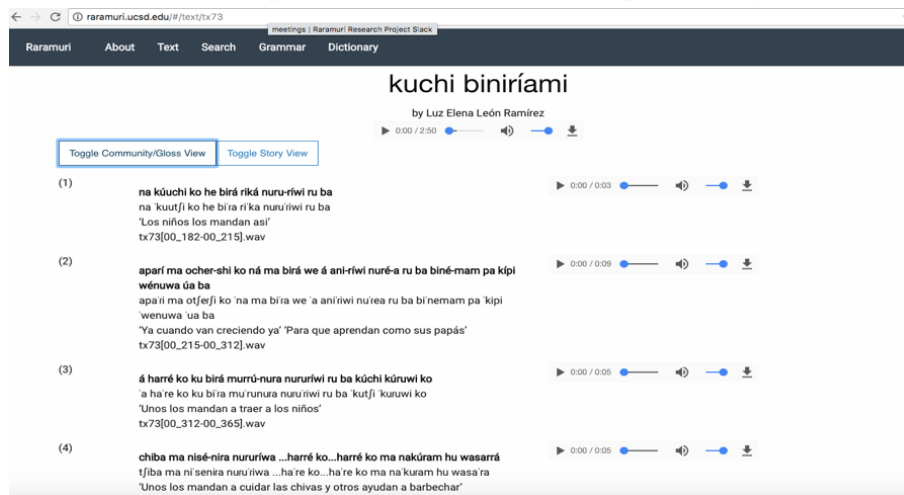 raramuri.ucsd.edu/#/text/tx73
meetings | Raramuri Research Project Slack
Raramuri About Text Search Grammar Dictionary
kuchi biniríami
by Luz Elena León Ramírez
0:00 / 2:50
Toggle Community/Gloss View Toggle Story View
(1)
na kúuchi ko he birá riká nuru-ríwi ru ba
na ˈkuutʃi ko he biˈra riˈka nuruˈriwi ru ba
‘Los niños los mandan asi’
tx73[00_182-00_215].wav
0:00 / 0:03
(2)
aparí ma ocher-shi ko ná ma birá we á ani-ríwi nuré-a ru ba biné-mam pa kípi
wénuwa úa ba
apaˈri ma otʃerʃi ko ˈna ma biˈra we ˈa aniˈriwi nuˈrea ru ba biˈnemam pa ˈkipi
ˈwenuwa ˈua ba
‘Ya cuando van creciendo ya’ ‘Para que aprendan como sus papás’
tx73[00_215-00_312].wav
0:00 / 0:09
(3)
á harré ko ku birá murrú-nura nururíwi ru ba kúchi kúruwi ko
ˈa haˈre ko ku biˈra muˈrunura nuruˈriwi ru ba ˈkutʃi ˈkuruwi ko
‘Unos los mandan a traer a los niños’
tx73[00_312-00_365].wav
0:00 / 0:05
(4)
chiba ma nisé-nira nururíwa ...harré ko...harré ko ma nakúram hu wasarrá
tʃiba ma niˈsenira nuruˈriwa ...haˈre ko...haˈre ko ma naˈkuram hu wasaˈra
‘Unos los mandan a cuidar las chivas y otros ayudan a barbechar’
0:00 / 0:05